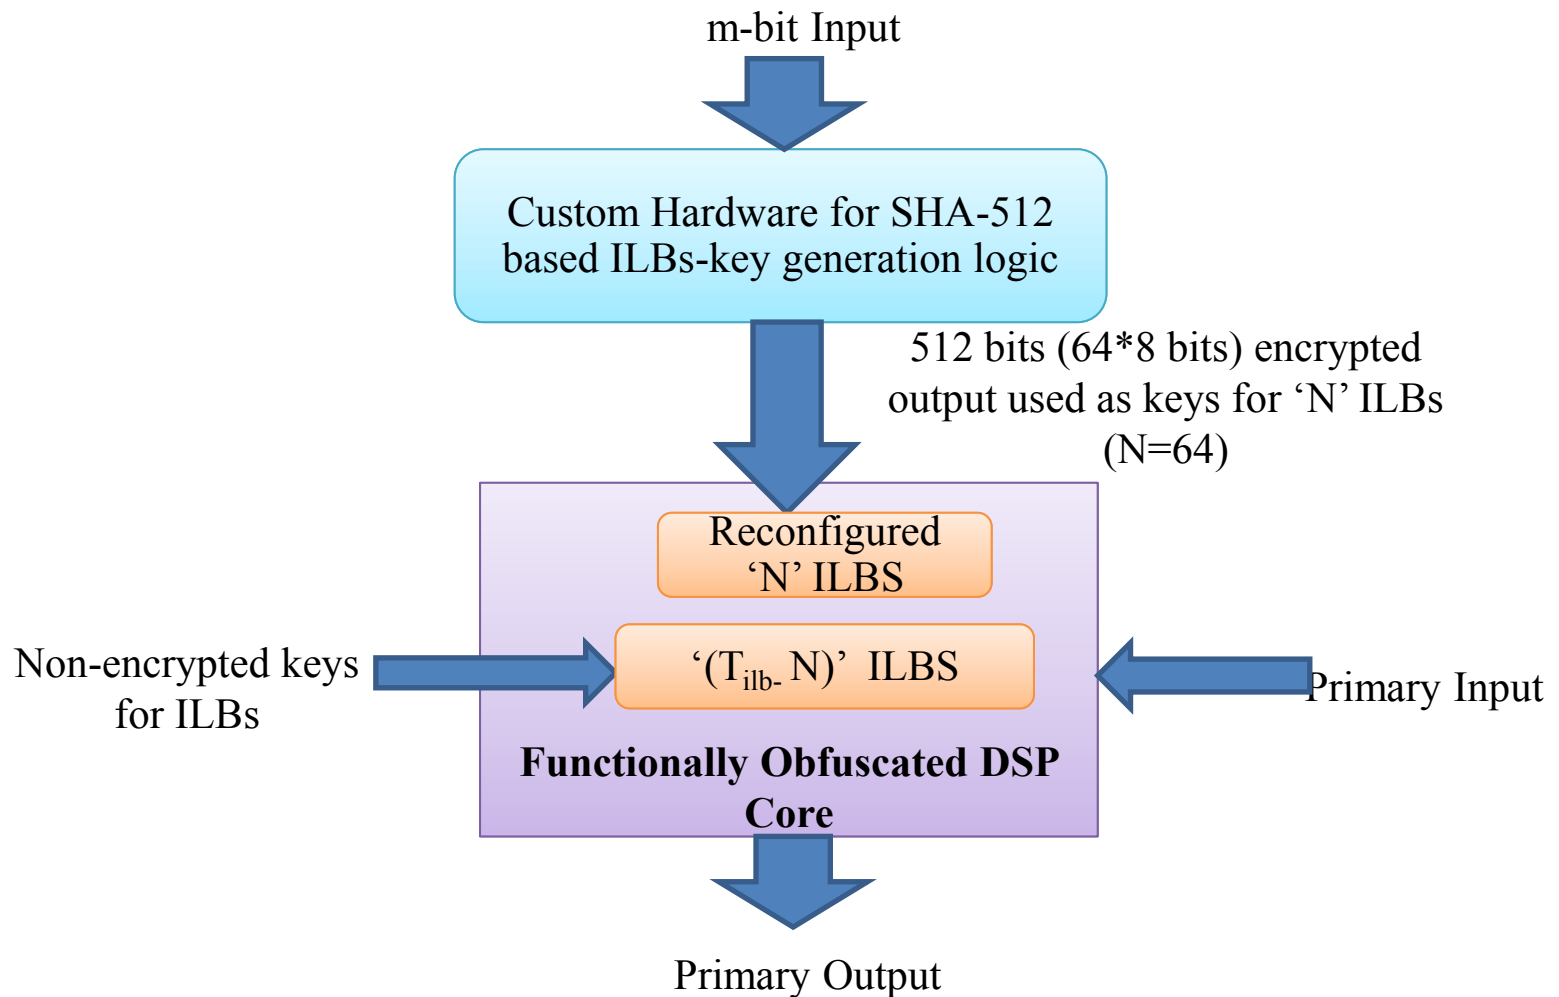 m-bit Input
Custom Hardware for SHA-512
based ILBs-key generation logic
512 bits (64*8 bits) encrypted
output used as keys for ‘N’ ILBs
(N=64)
Reconfigured
‘N’ ILBS
Non-encrypted keys
for ILBs
‘(Tilb- N)’ ILBS
Primary Input
Functionally Obfuscated DSP
Core
Primary Output